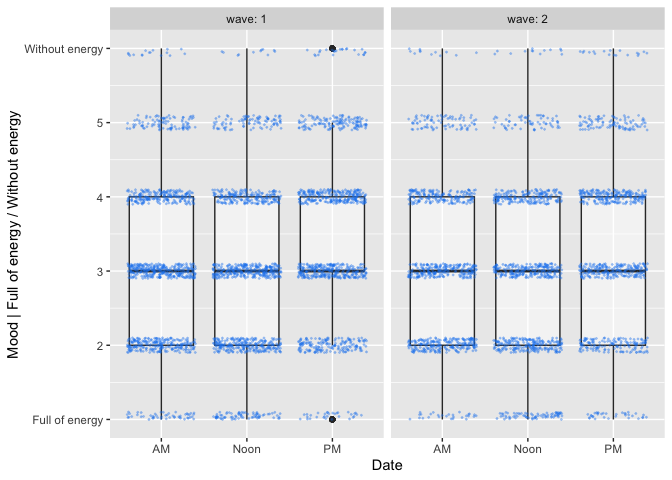 wave: 1
wave: 2
Mood | Full of energy / Without energy
Without energy
5
4
3
2
Full of energy
AM
Noon
PM
AM
Noon
PM
Date